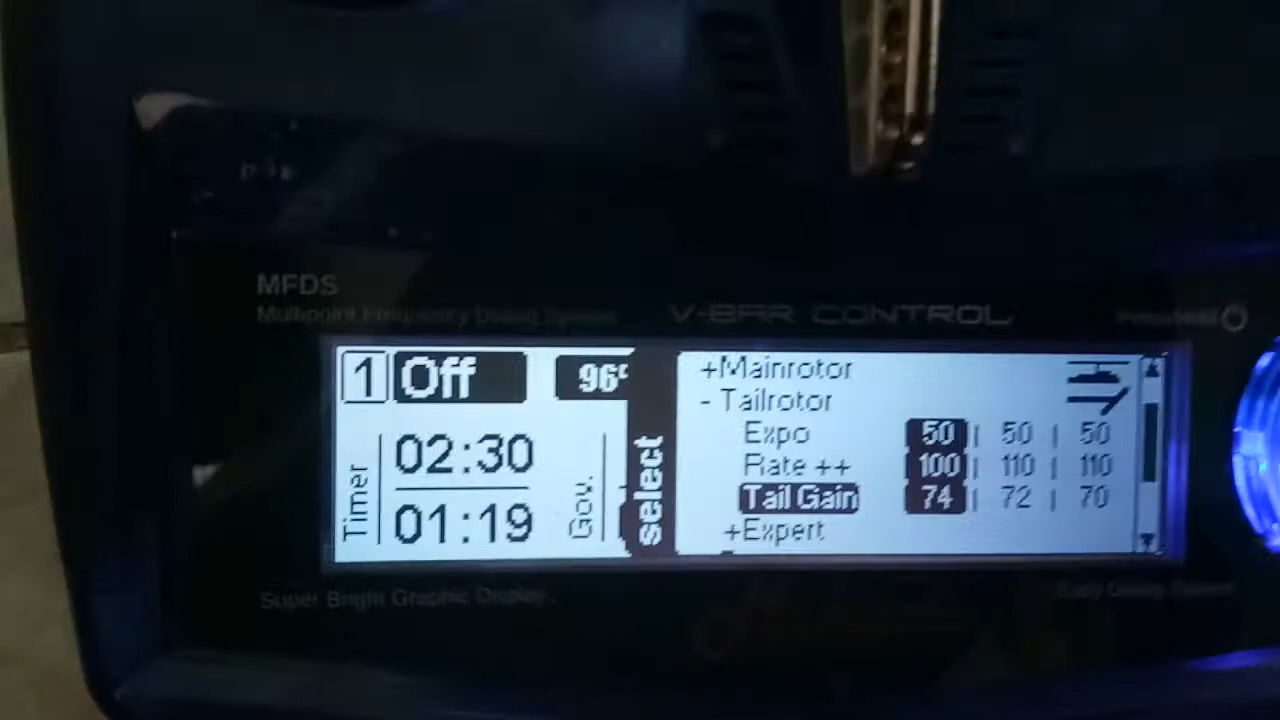 MFDS
Multipoint Frequency Dialog System
V-BAR CONTROL
1 Off
96
Timer
02:30
01:19
Gov.
select
+Mainrotor
- Tailrotor
Expo 50 | 50 | 50
Rate ++ 100 | 110 | 110
Tail Gain 74 | 72 | 70
+Expert
Super Bright Graphic Display